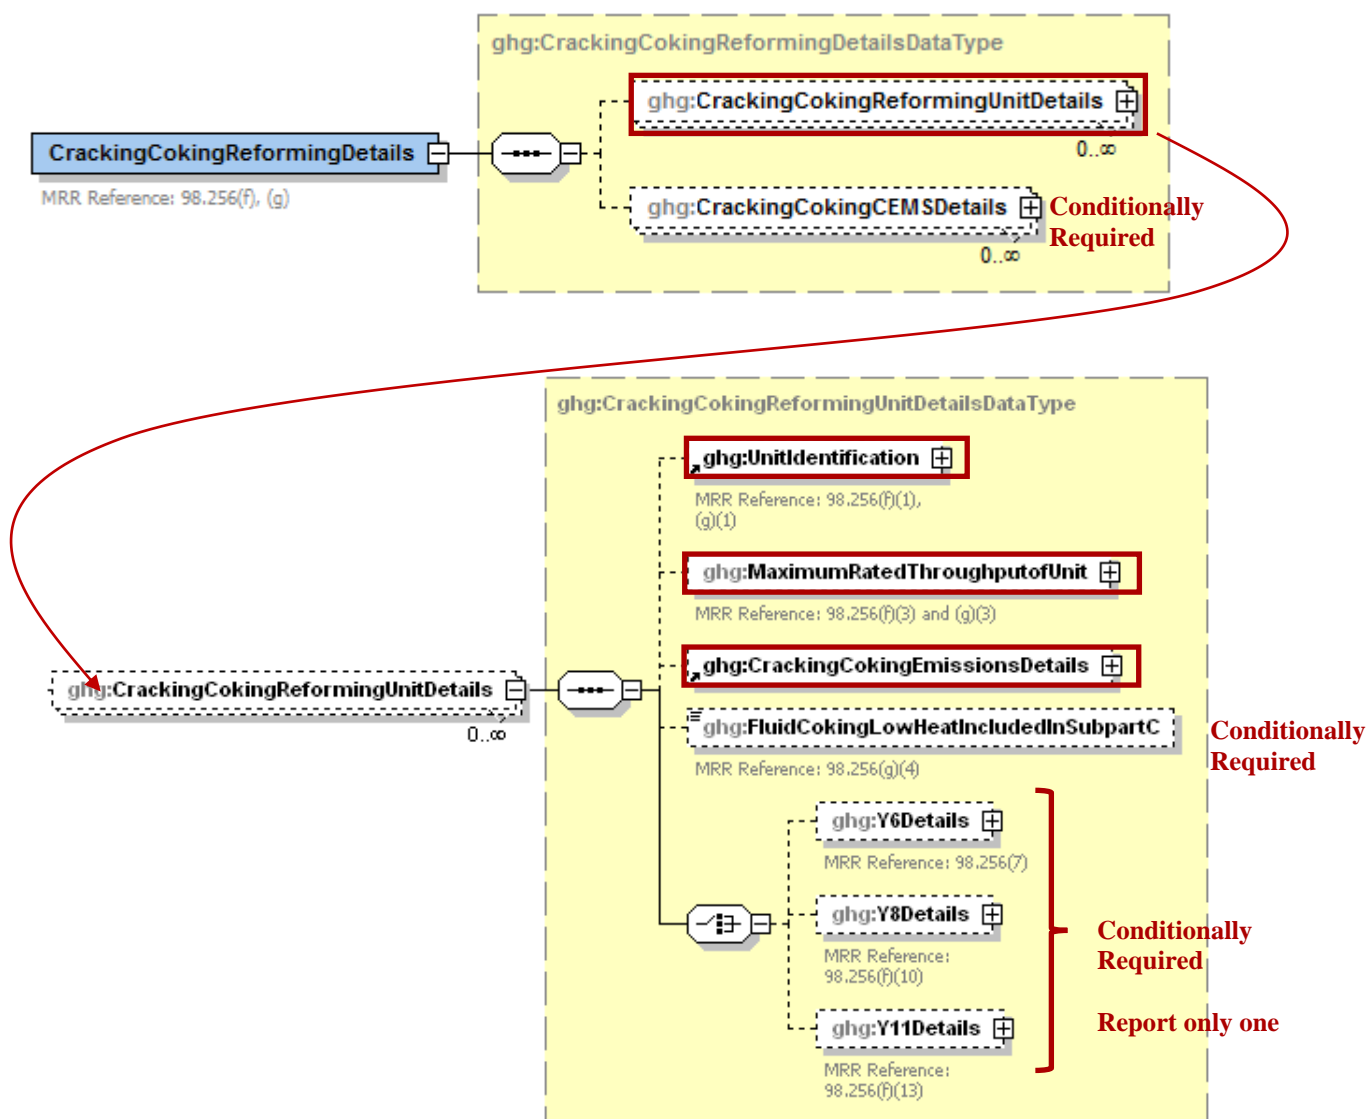 ghg:CrackingCokingReformingDetailsDataType
ghg:CrackingCokingReformingUnitDetails
0..∞
CrackingCokingReformingDetails
MRR Reference: 98.256(f), (g)
ghg:CrackingCokingCEMSDetails
0..∞
Conditionally
Required
ghg:CrackingCokingReformingUnitDetailsDataType
ghg:UnitIdentification
MRR Reference: 98.256(f)(1),
(g)(1)
ghg:MaximumRatedThroughputofUnit
MRR Reference: 98.256(f)(3) and (g)(3)
ghg:CrackingCokingEmissionsDetails
ghg:CrackingCokingReformingUnitDetails
0..∞
ghg:FluidCokingLowHeatIncludedInSubpartC
MRR Reference: 98.256(g)(4)
Conditionally
Required
ghg:Y6Details
MRR Reference: 98.256(7)
ghg:Y8Details
MRR Reference:
98.256(f)(10)
ghg:Y11Details
MRR Reference:
98.256(f)(13)
Conditionally
Required
Report only one